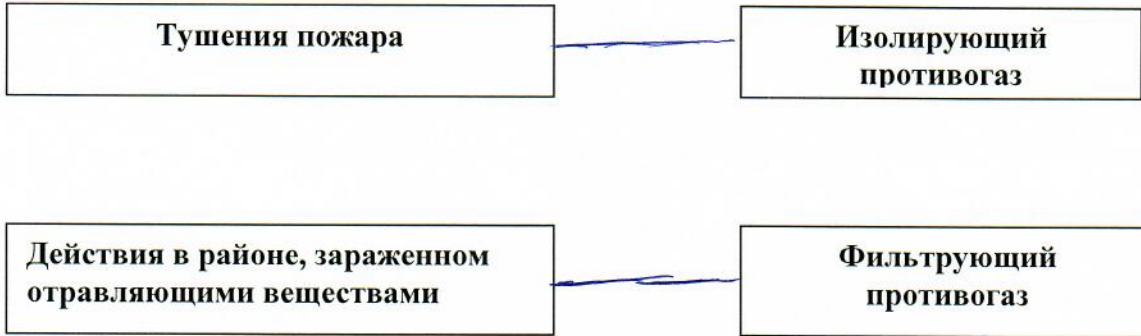 Тушения пожара
Изолирующий
противогаз
Действия в районе, зараженном
отравляющими веществами
Фильтрующий
противогаз